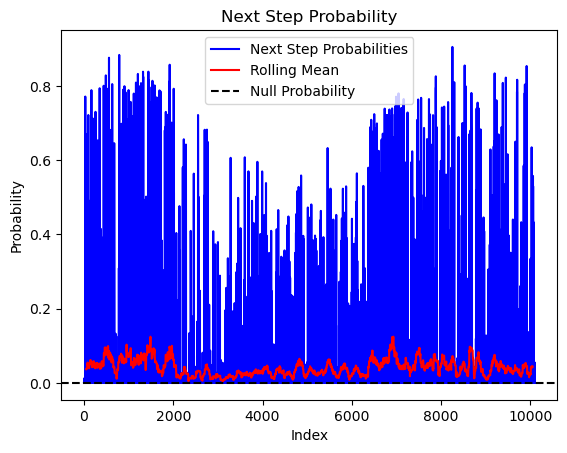 Next Step Probability
Next Step Probabilities
Rolling Mean
Null Probability
Probability
0.8
0.6
0.4
0.2
0.0
0
2000
4000
6000
8000
10000
Index